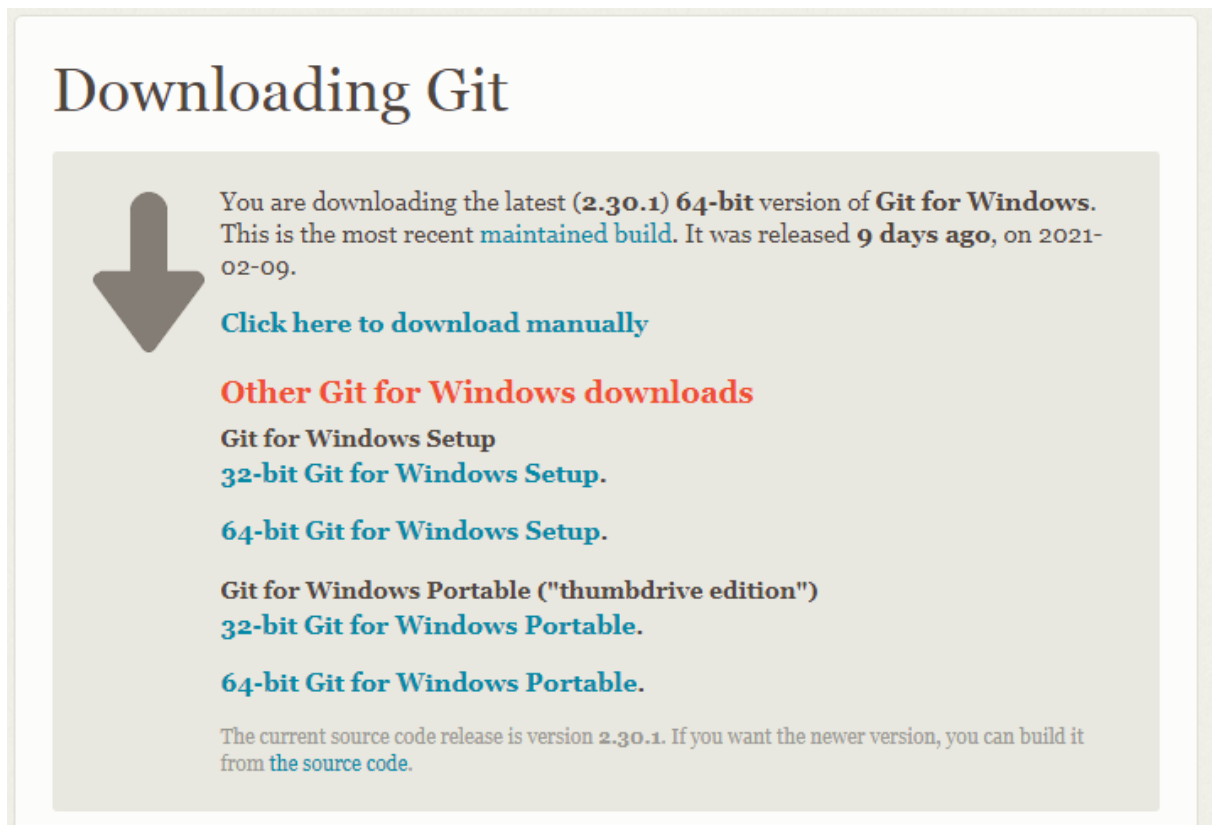 Downloading Git
You are downloading the latest (2.30.1) 64-bit version of Git for Windows.
This is the most recent maintained build. It was released 9 days ago, on 2021-
02-09.
Click here to download manually
Other Git for Windows downloads
Git for Windows Setup
32-bit Git for Windows Setup.
64-bit Git for Windows Setup.
Git for Windows Portable ("thumbdrive edition")
32-bit Git for Windows Portable.
64-bit Git for Windows Portable.
The current source code release is version 2.30.1. If you want the newer version, you can build it
from the source code.